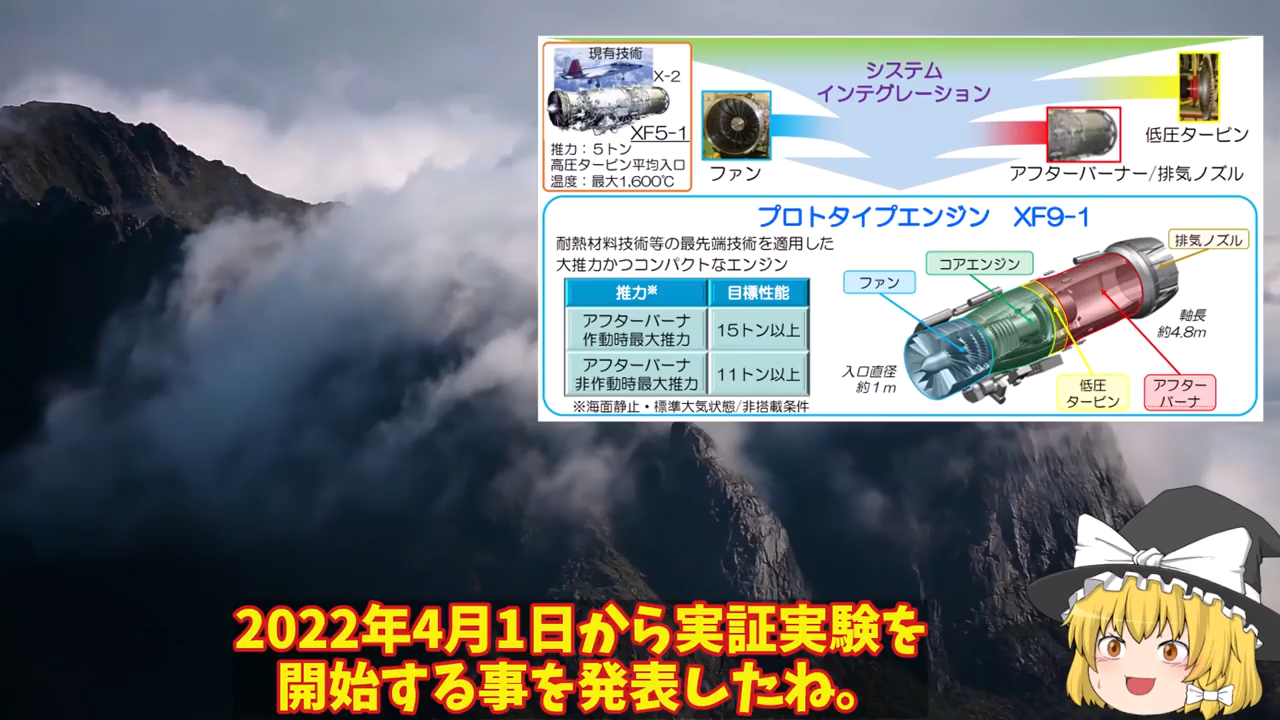 現有技術
X-2
XF5-1
推力：５トン
高圧タービン平均入口
温度：最大1,600℃
ファン
システム
インテグレーション
アフターバーナー/排気ノズル
低圧タービン
プロトタイプエンジン　XF9-1
耐熱材料技術等の最先端技術を適用した
大推力かつコンパクトなエンジン
推力※
目標性能
アフターバーナ
作動時最大推力
15トン以上
アフターバーナ
非作動時最大推力
11トン以上
※海面静止・標準大気状態/非搭載条件
ファン
コアエンジン
排気ノズル
軸長
約4.8m
入口直径
約１ｍ
低圧
タービン
アフター
バーナ
2022年4月1日から実証実験を
開始する事を発表したね。